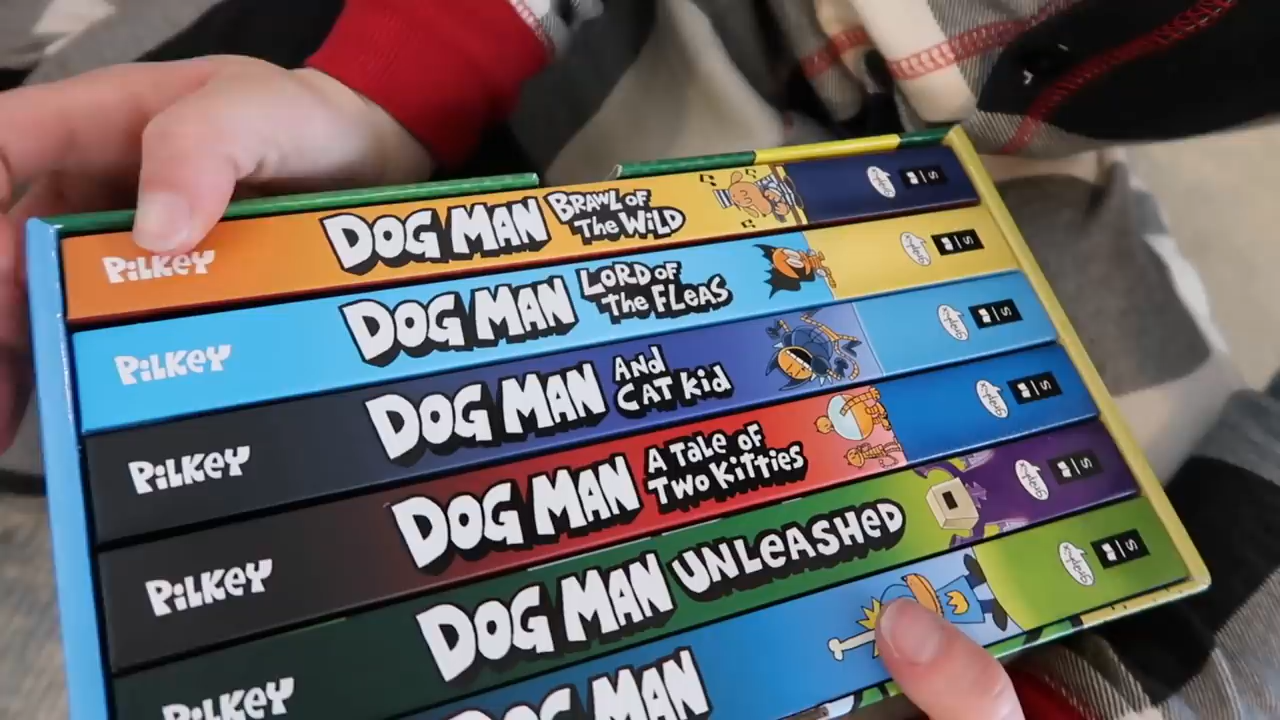 PiLKEY DOG MAN BRAWL OF
The WiLD
PiLKEY DOG MAN LORD OF
the FLeAS
PiLKEY DOG MAN And
CAT Kid
PiLKEY DOG MAN A TaLe OF
Two KiTTies
PiLKEY DOG MAN UNLeASHeD
DOG MAN